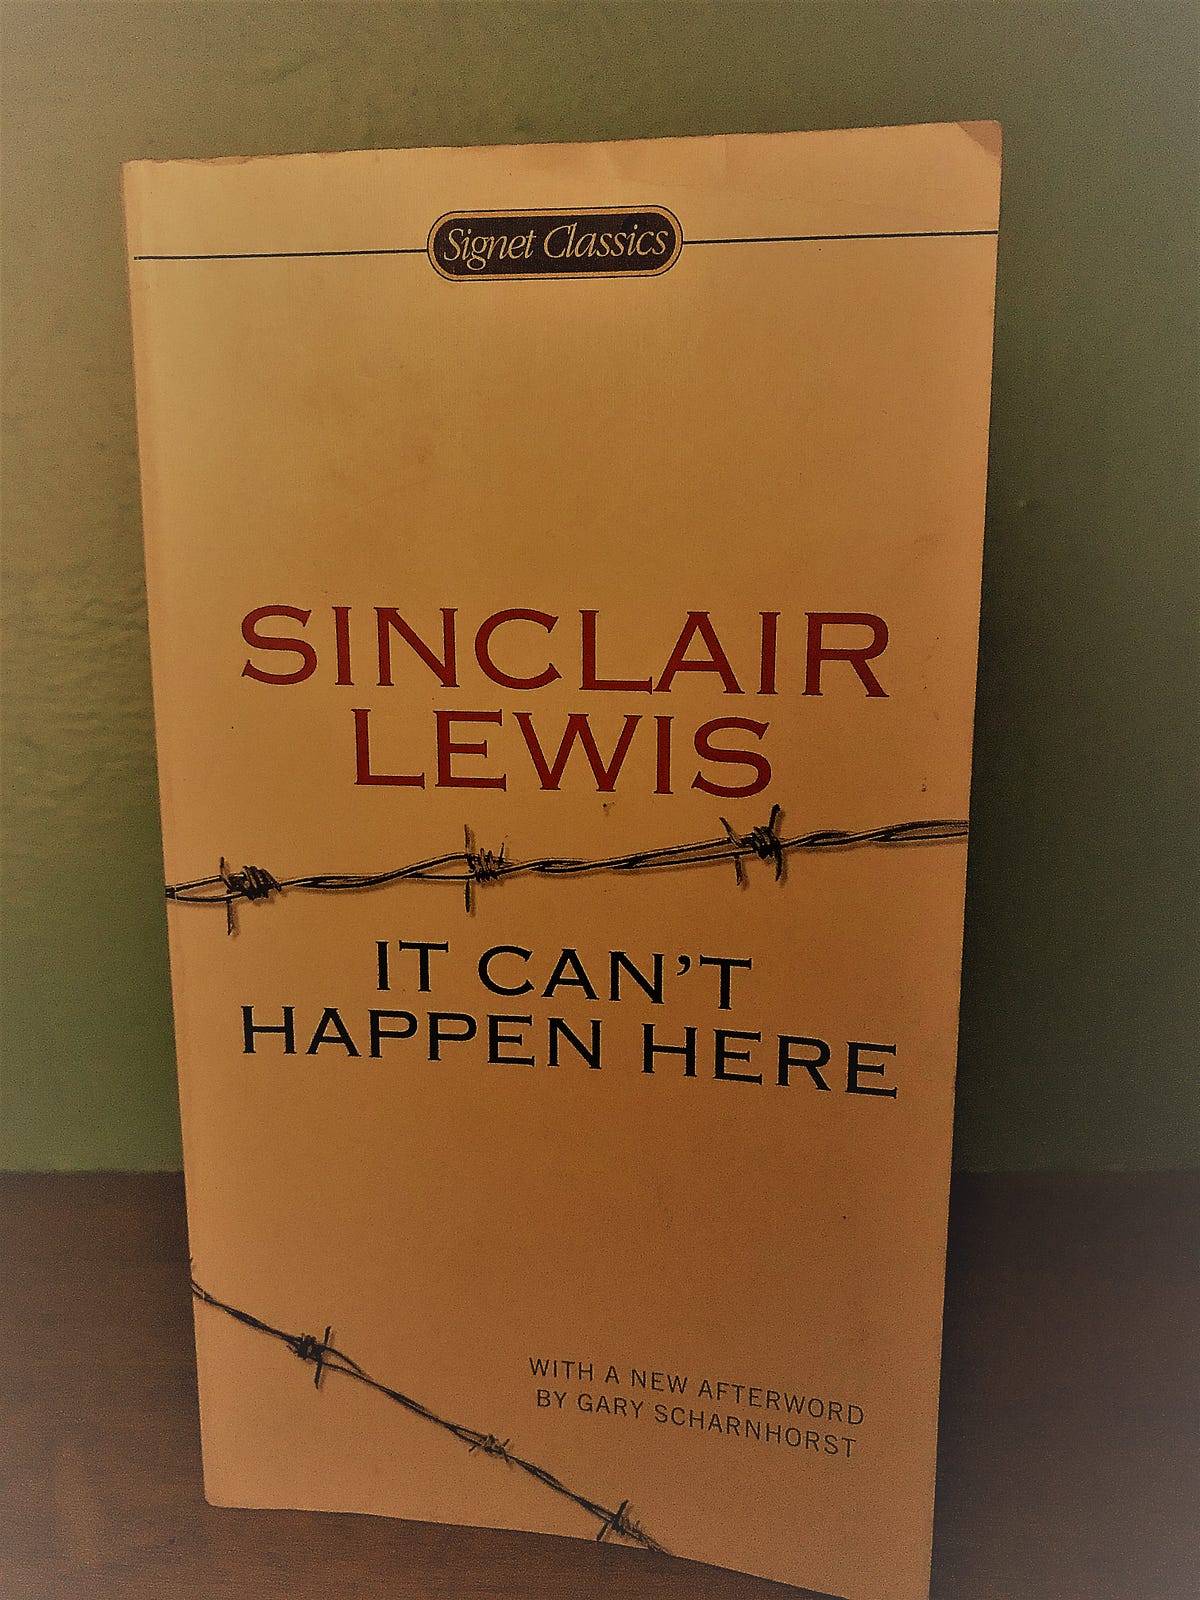 Signet Classics
SINCLAIR
LEWIS
IT CAN'T
HAPPEN HERE
WITH A NEW AFTERWORD
BY GARY SCHARNHORST